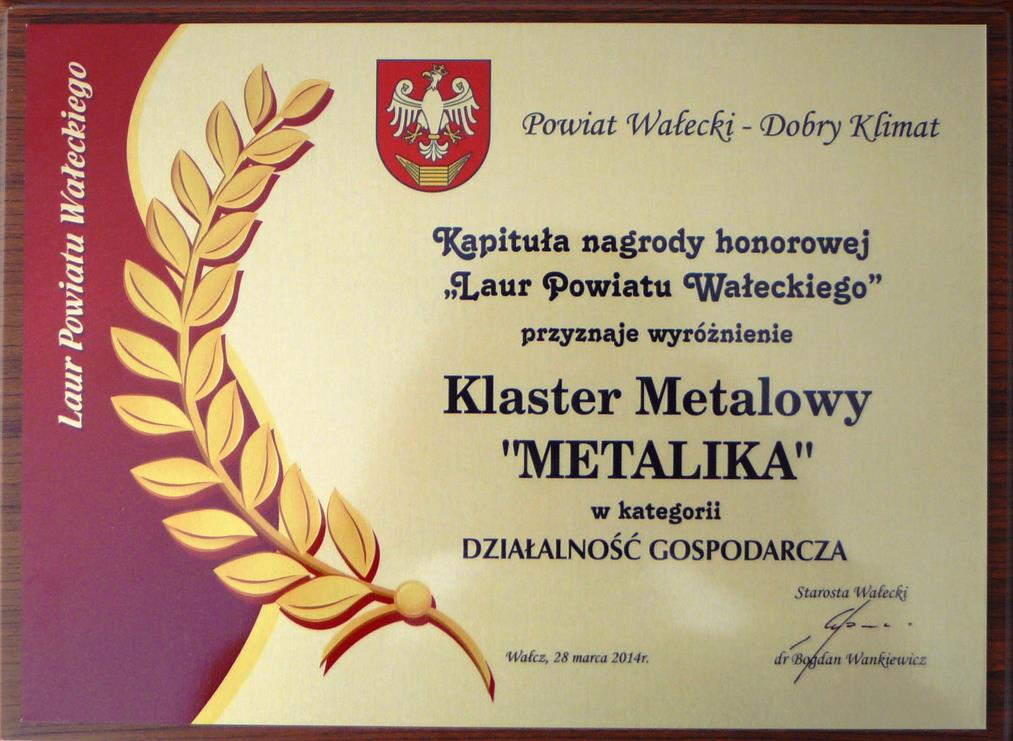 Laur Powiatu Wałeckiego
Powiat Wałecki - Dobry Klimat
Kapituła nagrody honorowej
„Laur Powiatu Wałeckiego”
przyznaje wyróżnienie
Klaster Metalowy
"METALIKA"
w kategorii
DZIAŁALNOŚĆ GOSPODARCZA
Starosta Wałecki
Wałcz, 28 marca 2014r.
dr Bogdan Wankiewicz